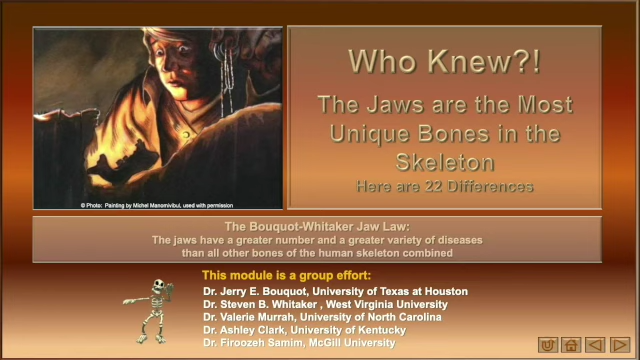 © Photo: Painting by Michel Manomivibul, used with permission
Who Knew?!
The Jaws are the Most
Unique Bones in the
Skeleton
Here are 22 Differences
The Bouquot-Whitaker Jaw Law:
The jaws have a greater number and a greater variety of diseases
than all other bones of the human skeleton combined
This module is a group effort:
Dr. Jerry E. Bouquot, University of Texas at Houston
Dr. Steven B. Whitaker , West Virginia University
Dr. Valerie Murrah, University of North Carolina
Dr. Ashley Clark, University of Kentucky
Dr. Firoozeh Samim, McGill University